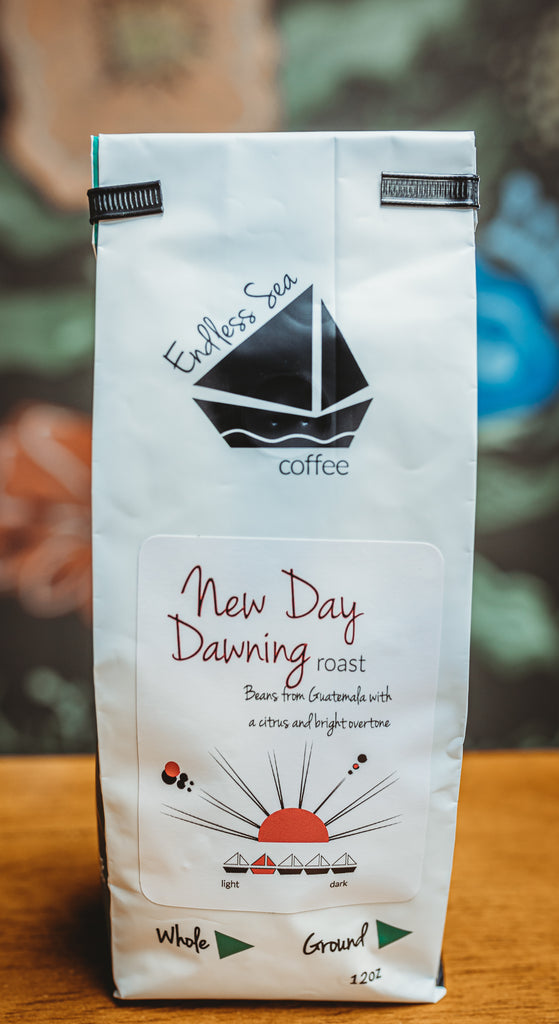 Endless Sea
coffee
New Day
Dawning roast
Beans from Guatemala with
a citrus and bright overtone
light dark
Whole Ground
12oz